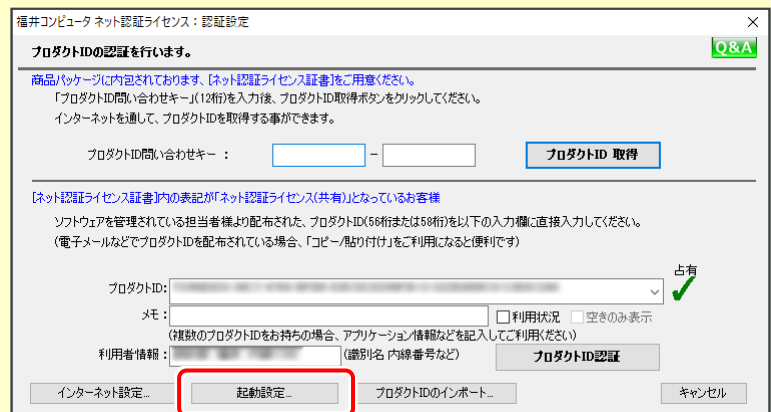 福井コンピュータ ネット認証ライセンス：認証設定
プロダクトIDの認証を行います。
Q&A
商品パッケージに内包されております、[ネット認証ライセンス証書]をご用意ください。
「プロダクトID問い合わせキー」(12桁)を入力後、プロダクトID取得ボタンをクリックしてください。
インターネットを通して、プロダクトIDを取得する事ができます。
プロダクトID問い合わせキー ： － プロダクトID 取得
[ネット認証ライセンス証書]内の表記が「ネット認証ライセンス(共有)」となっているお客様
ソフトウェアを管理されている担当者様より配布された、プロダクトID(56桁または58桁)を以下の入力欄に直接入力してください。
(電子メールなどでプロダクトIDを配布されている場合、「コピー/貼り付け」をご利用になると便利です)
プロダクトID:
占有
メモ： 利用状況 空きのみ表示
(複数のプロダクトIDをお持ちの場合、アプリケーション情報などを記入してご利用ください)
利用者情報： (識別名 内線番号など) プロダクトID認証
インターネット設定... 起動設定... プロダクトIDのインポート... キャンセル